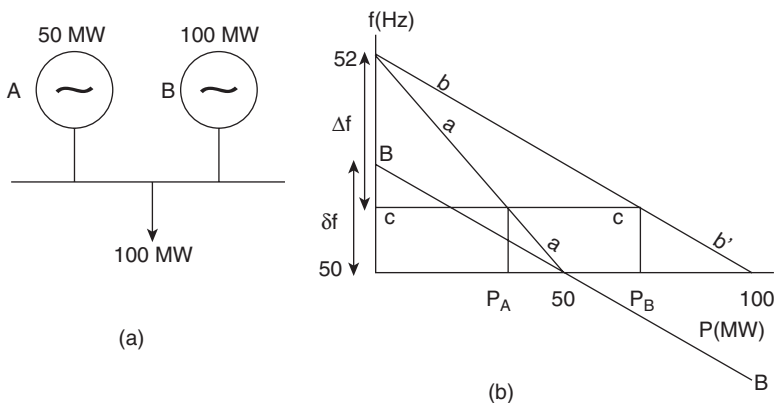 50 MW
100 MW
A
B
100 MW
(a)
f(Hz)
52
Δf
B
δf
50
b
a
c
c
a
b'
P_A
50
P_B
100
P(MW)
B
(b)